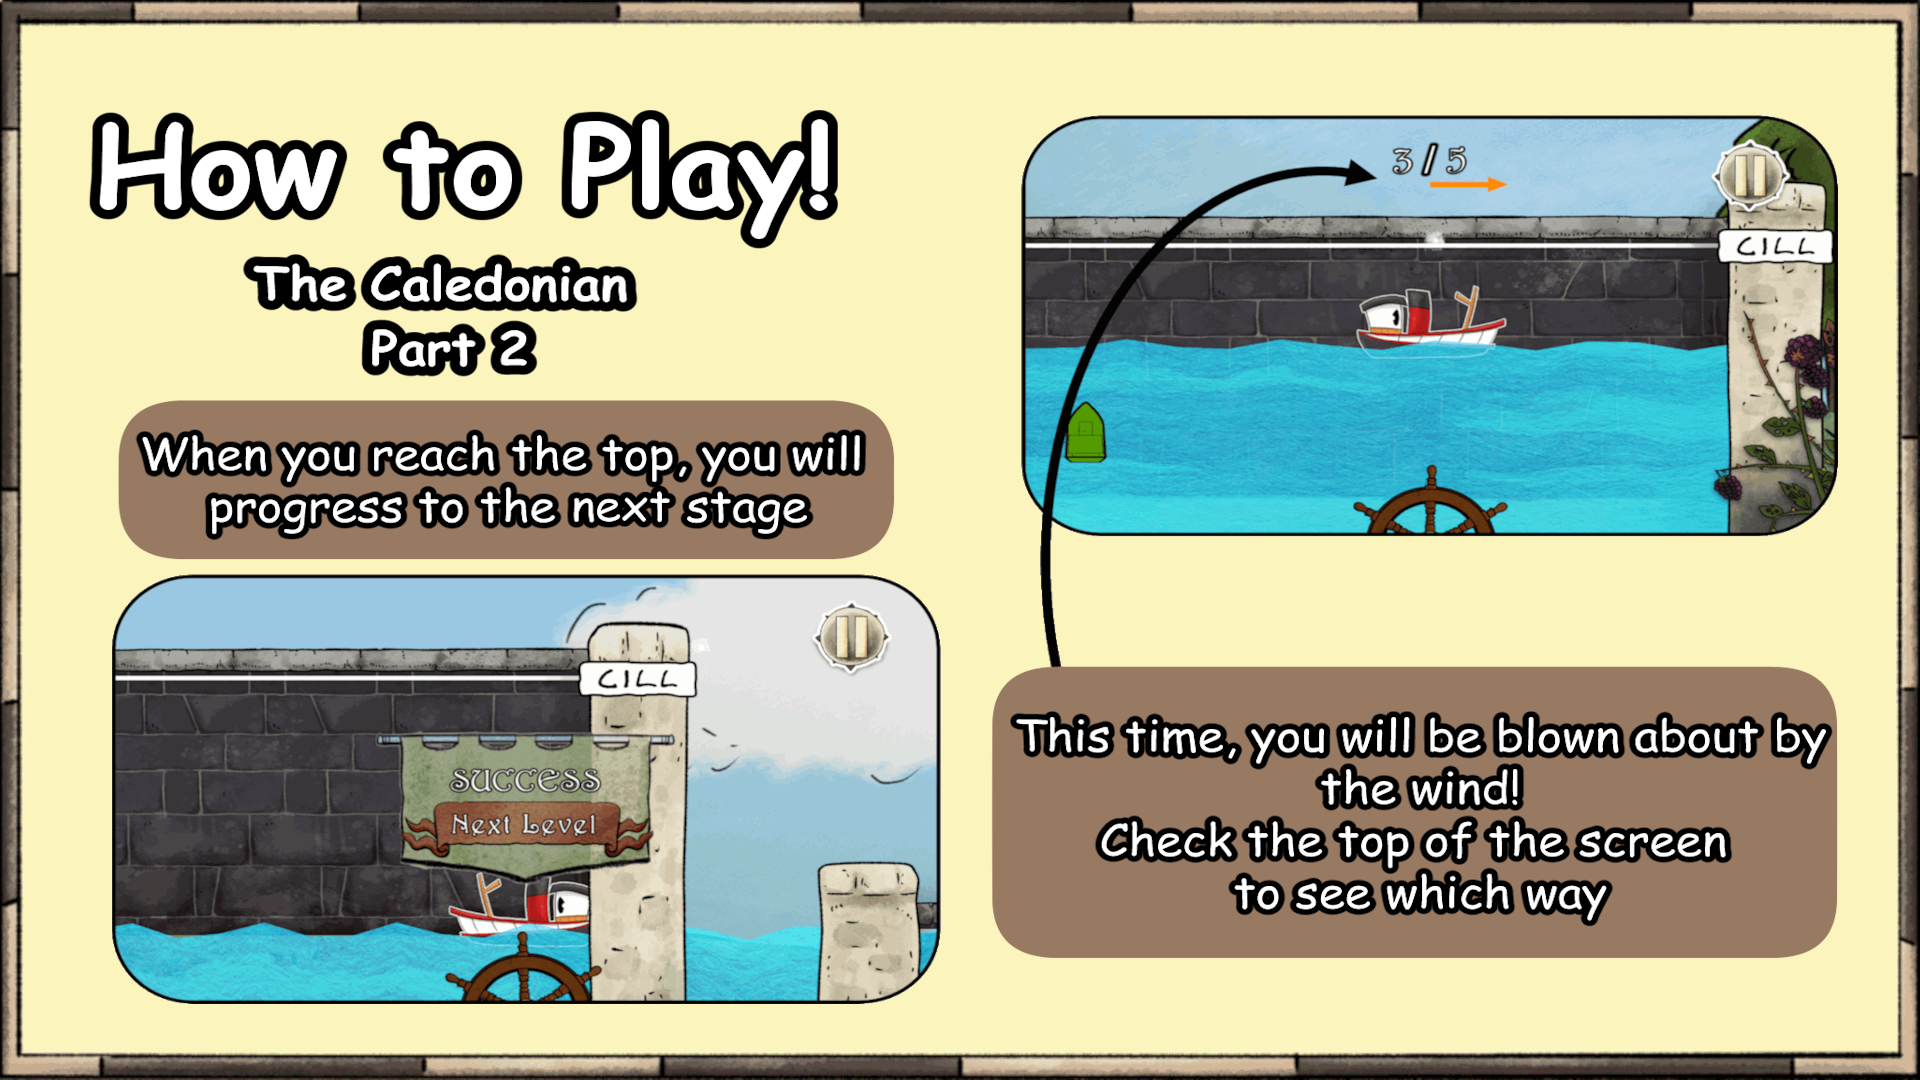 How to Play!
The Caledonian
Part 2
When you reach the top, you will
progress to the next stage
CILL
SUCCESS
Next Level
3/5
CILL
This time, you will be blown about by
the wind!
Check the top of the screen
to see which way